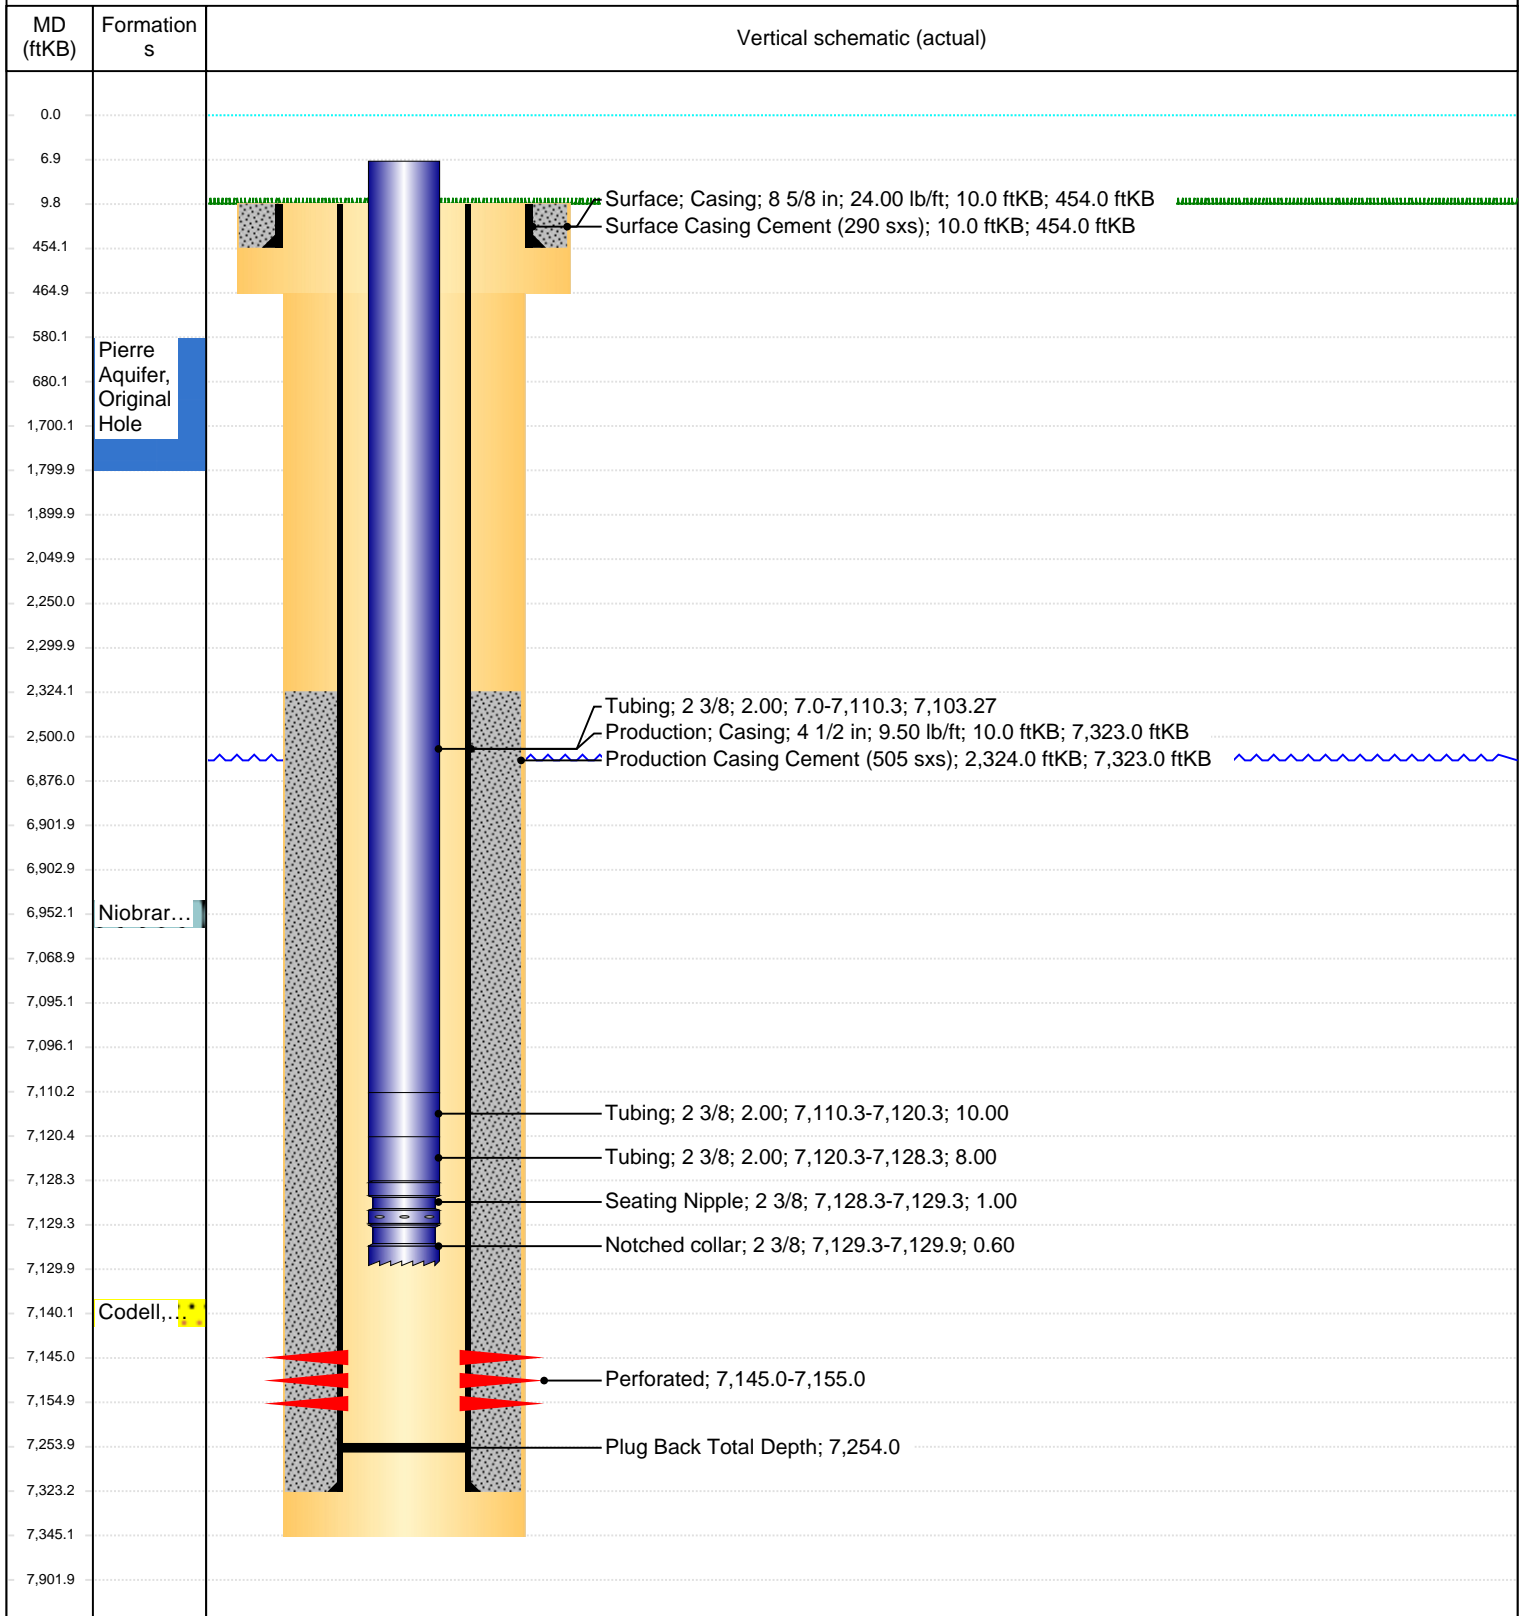 MD
(ftKB)
Formation
s
Vertical schematic (actual)
0.0
6.9
9.8
454.1
464.9
580.1
680.1
1,700.1
1,799.9
1,899.9
2,049.9
2,250.0
2,299.9
2,324.1
2,500.0
6,876.0
6,901.9
6,902.9
6,952.1
7,068.9
7,095.1
7,096.1
7,110.2
7,120.4
7,128.3
7,129.3
7,129.9
7,140.1
7,145.0
7,154.9
7,253.9
7,323.2
7,345.1
7,901.9
Pierre
Aquifer,
Original
Hole
Niobrar...
Codell,...
Surface; Casing; 8 5/8 in; 24.00 lb/ft; 10.0 ftKB; 454.0 ftKB
Surface Casing Cement (290 sxs); 10.0 ftKB; 454.0 ftKB
Tubing; 2 3/8; 2.00; 7.0-7,110.3; 7,103.27
Production; Casing; 4 1/2 in; 9.50 lb/ft; 10.0 ftKB; 7,323.0 ftKB
Production Casing Cement (505 sxs); 2,324.0 ftKB; 7,323.0 ftKB
Tubing; 2 3/8; 2.00; 7,110.3-7,120.3; 10.00
Tubing; 2 3/8; 2.00; 7,120.3-7,128.3; 8.00
Seating Nipple; 2 3/8; 7,128.3-7,129.3; 1.00
Notched collar; 2 3/8; 7,129.3-7,129.9; 0.60
Perforated; 7,145.0-7,155.0
Plug Back Total Depth; 7,254.0